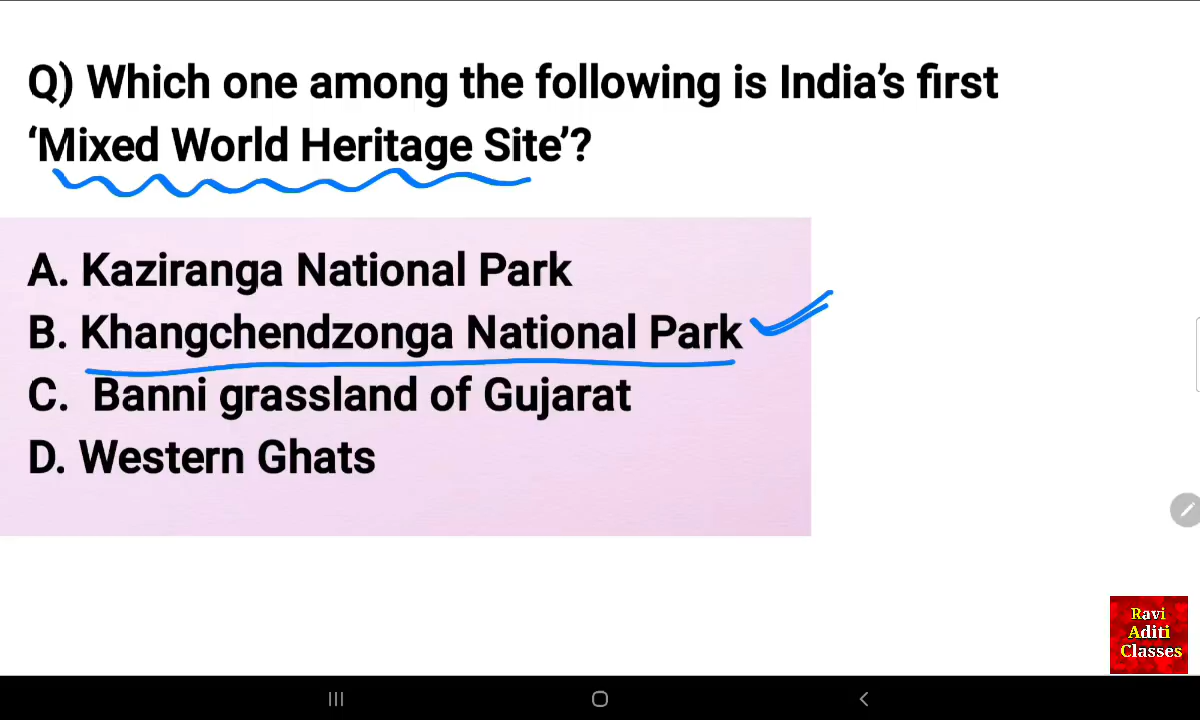 Q) Which one among the following is India’s first
‘Mixed World Heritage Site’?
A. Kaziranga National Park
B. Khangchendzonga National Park
C. Banni grassland of Gujarat
D. Western Ghats
Ravi
Aditi
Classes